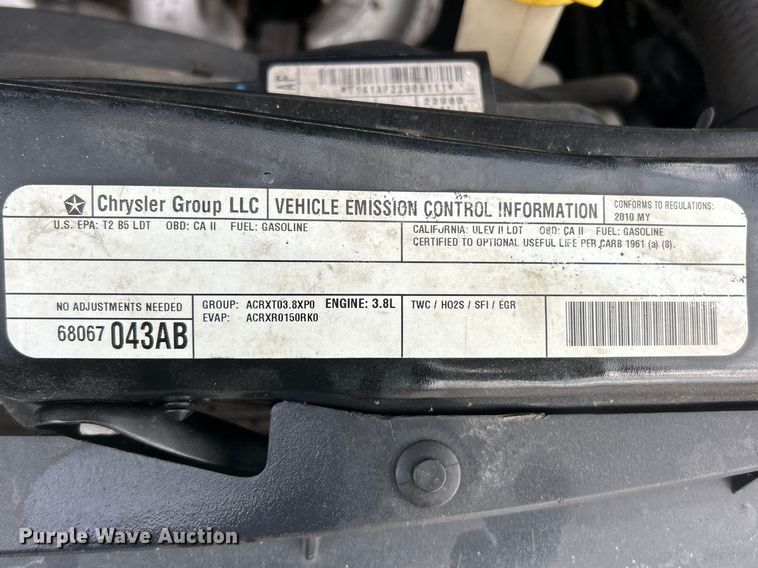 AF
22908
Chrysler Group LLC
VEHICLE EMISSION CONTROL INFORMATION
CONFORMS TO REGULATIONS:
2010 MY
U.S. EPA: T2 B5 LDT OBD: CA II FUEL: GASOLINE
CALIFORNIA: ULEV II LDT OBD: CA II FUEL: GASOLINE
CERTIFIED TO OPTIONAL USEFUL LIFE PER CARB 1961 (a) (8).
NO ADJUSTMENTS NEEDED
68067 043AB
GROUP: ACRXT03.8XP0 ENGINE: 3.8L
EVAP: ACRXR0150RK0
TWC / HO2S / SFI / EGR
Purple Wave Auction